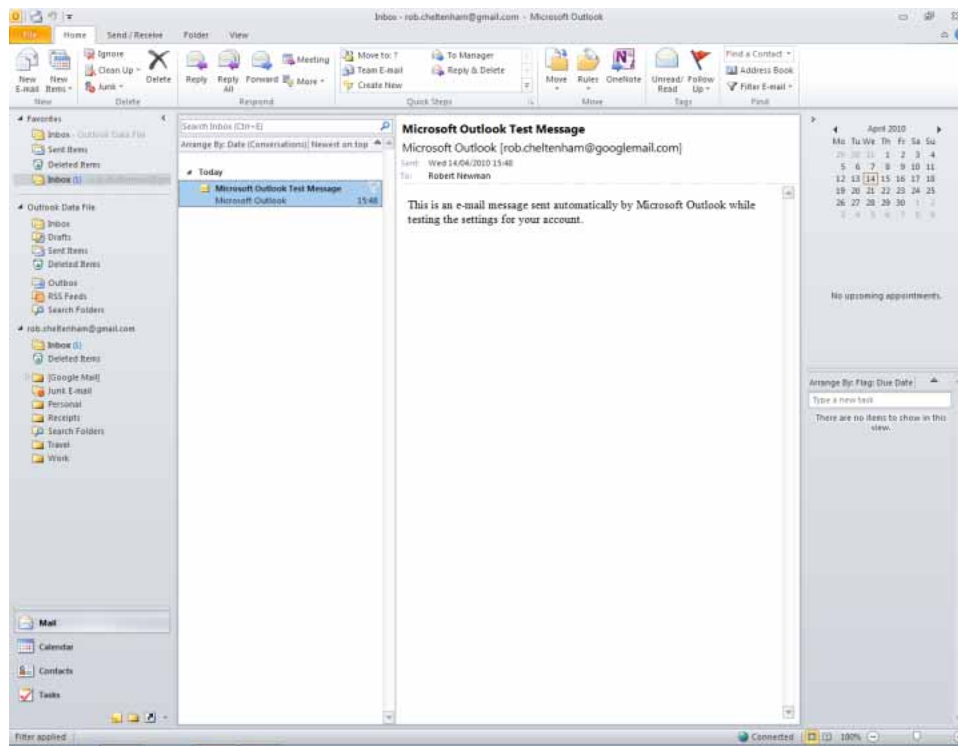 Inbox - rob.cheltenham@gmail.com - Microsoft Outlook
File Home Send / Receive Folder View
New E-mail
New Items
Ignore
Clean Up
Junk
Delete
Reply
Reply All
Forward
Meeting
More
Move to: ?
Team E-mail
Create New
To Manager
Reply & Delete
Move
Rules
OneNote
Unread/ Read
Follow Up
Find a Contact
Address Book
Filter E-mail
New Delete Respond Quick Steps Move Tags Find
Favorites
Inbox - Outlook Data File
Sent Items
Deleted Items
Inbox (1)
Outlook Data File
Inbox
Drafts
Sent Items
Deleted Items
Outbox
RSS Feeds
Search Folders
rob.cheltenham@gmail.com
Inbox (1)
Deleted Items
[Google Mail]
Junk E-mail
Personal
Receipts
Search Folders
Travel
Work
Mail
Calendar
Contacts
Tasks
Search Inbox (Ctrl+E)
Arrange By: Date (Conversations) Newest on top
Today
Microsoft Outlook Test Message
Microsoft Outlook 15:48
Microsoft Outlook Test Message
Microsoft Outlook [rob.cheltenham@googlemail.com]
Sent: Wed 14/04/2010 15:48
To: Robert Newman
This is an e-mail message sent automatically by Microsoft Outlook while
testing the settings for your account.
April 2010
Mo Tu We Th Fr Sa Su
29 30 31 1 2 3 4
5 6 7 8 9 10 11
12 13 14 15 16 17 18
19 20 21 22 23 24 25
26 27 28 29 30 1 2
3 4 5 6 7 8 9
No upcoming appointments.
Arrange By: Flag: Due Date
Type a new task
There are no items to show in this
view.
Filter applied
Connected
100%